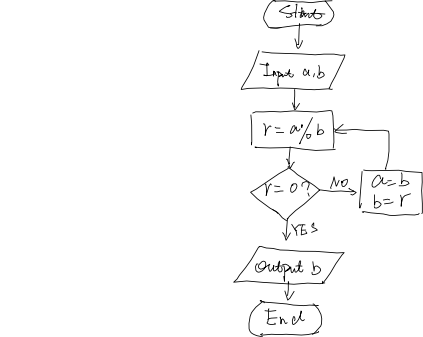 Start
Input a,b
r = a % b
r = 0 ?
NO
a = b
b = r
YES
Output b
End